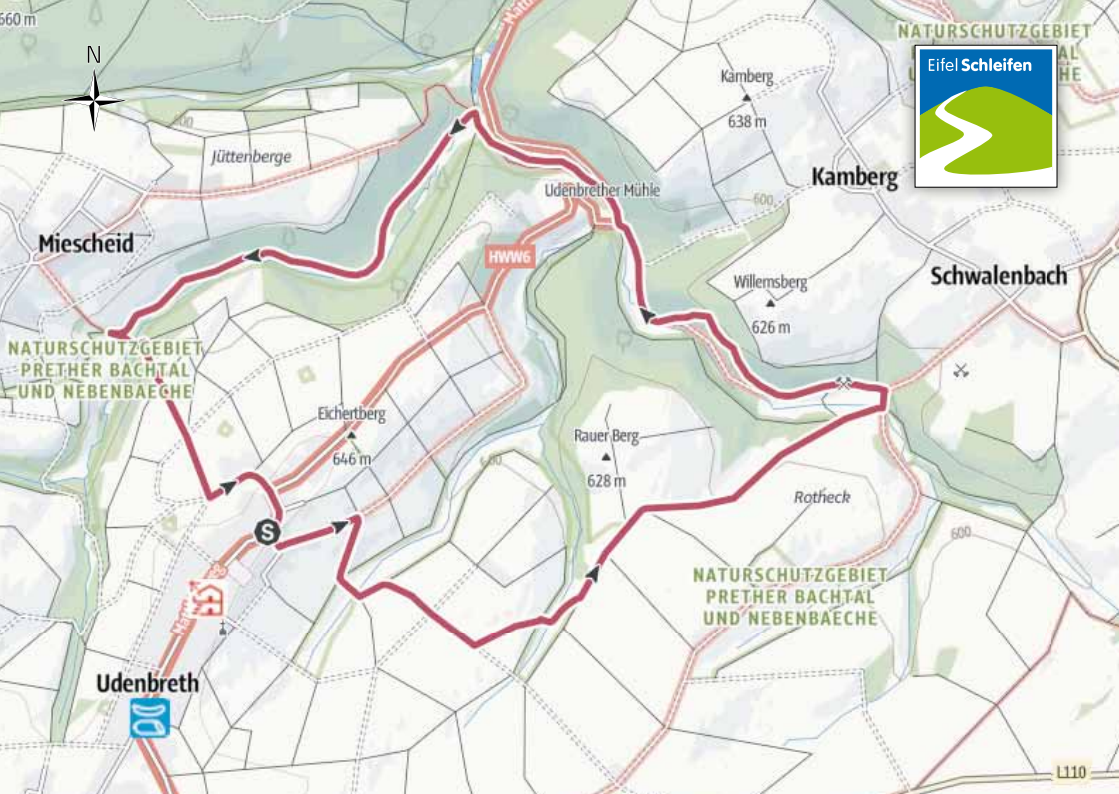 660 m
N
NATURSCHUTZGEBIET
Eifel Schleifen
Kamberg
638 m
600
Jüttenberge
Kamberg
Udenbrether Mühle
600
Miescheid
HWW6
Schwalenbach
Willemsberg
626 m
NATURSCHUTZGEBIET
PRETHER BACHTAL
UND NEBENBAECHE
Eichertberg
646 m
Rauer Berg
628 m
Rotheck
S
600
NATURSCHUTZGEBIET
PRETHER BACHTAL
UND NEBENBAECHE
Udenbreth
L110